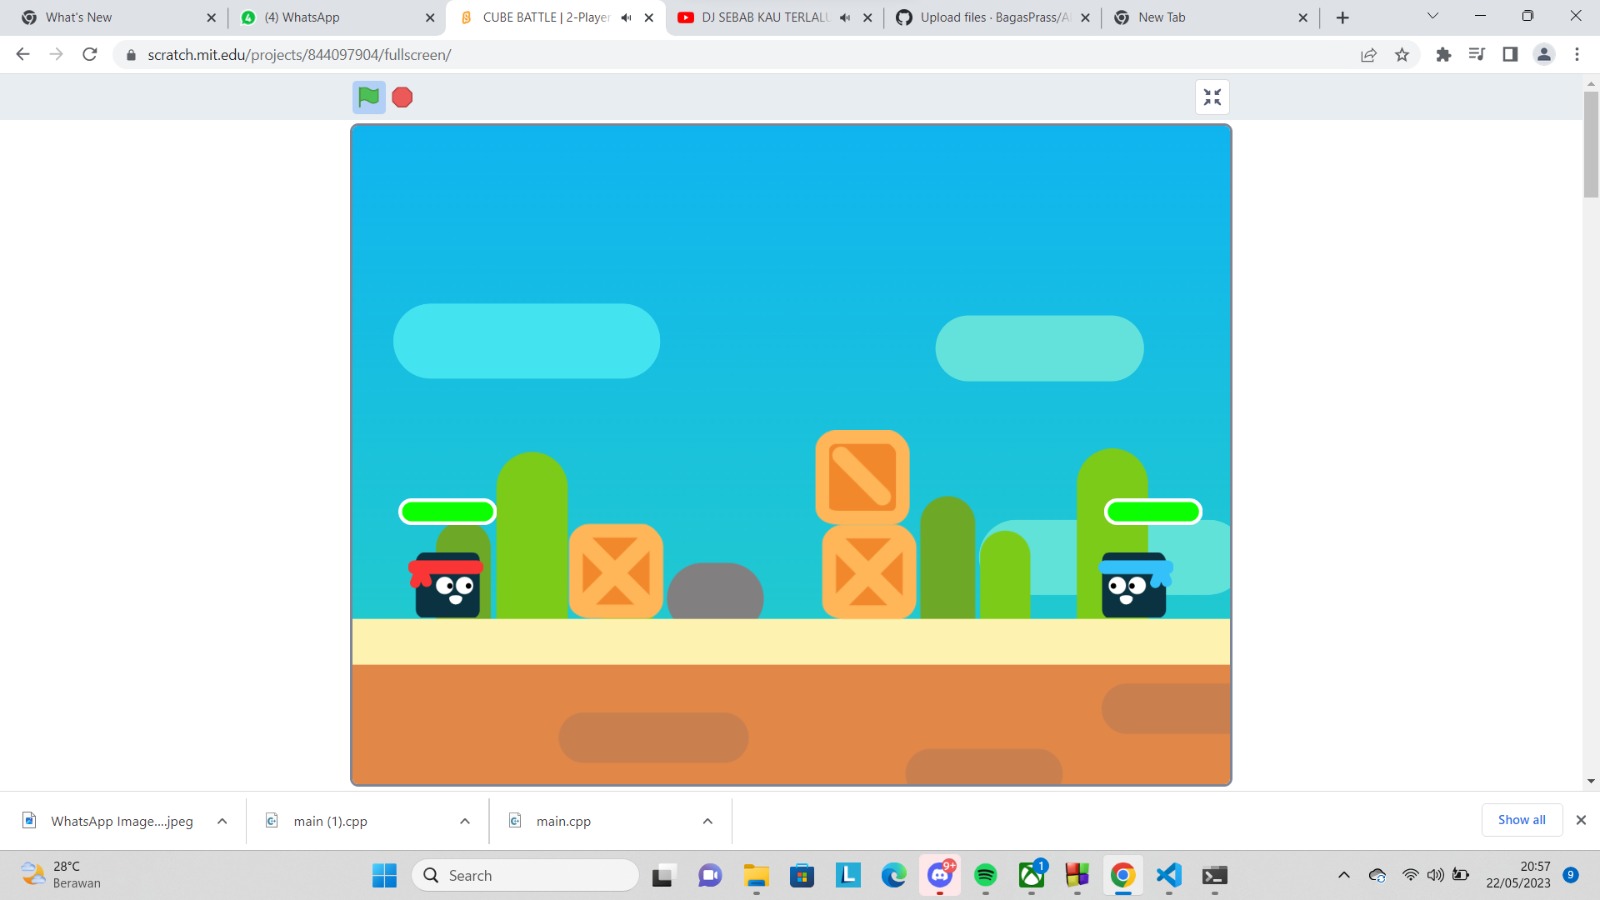 What's New
(4) WhatsApp
CUBE BATTLE | 2-Player
DJ SEBAB KAU TERLALU
Upload files · BagasPrass/Al
New Tab
scratch.mit.edu/projects/844097904/fullscreen/
WhatsApp Image....jpeg
main (1).cpp
main.cpp
Show all
28°C
Berawan
Search
L
9+
1
20:57
22/05/2023
9